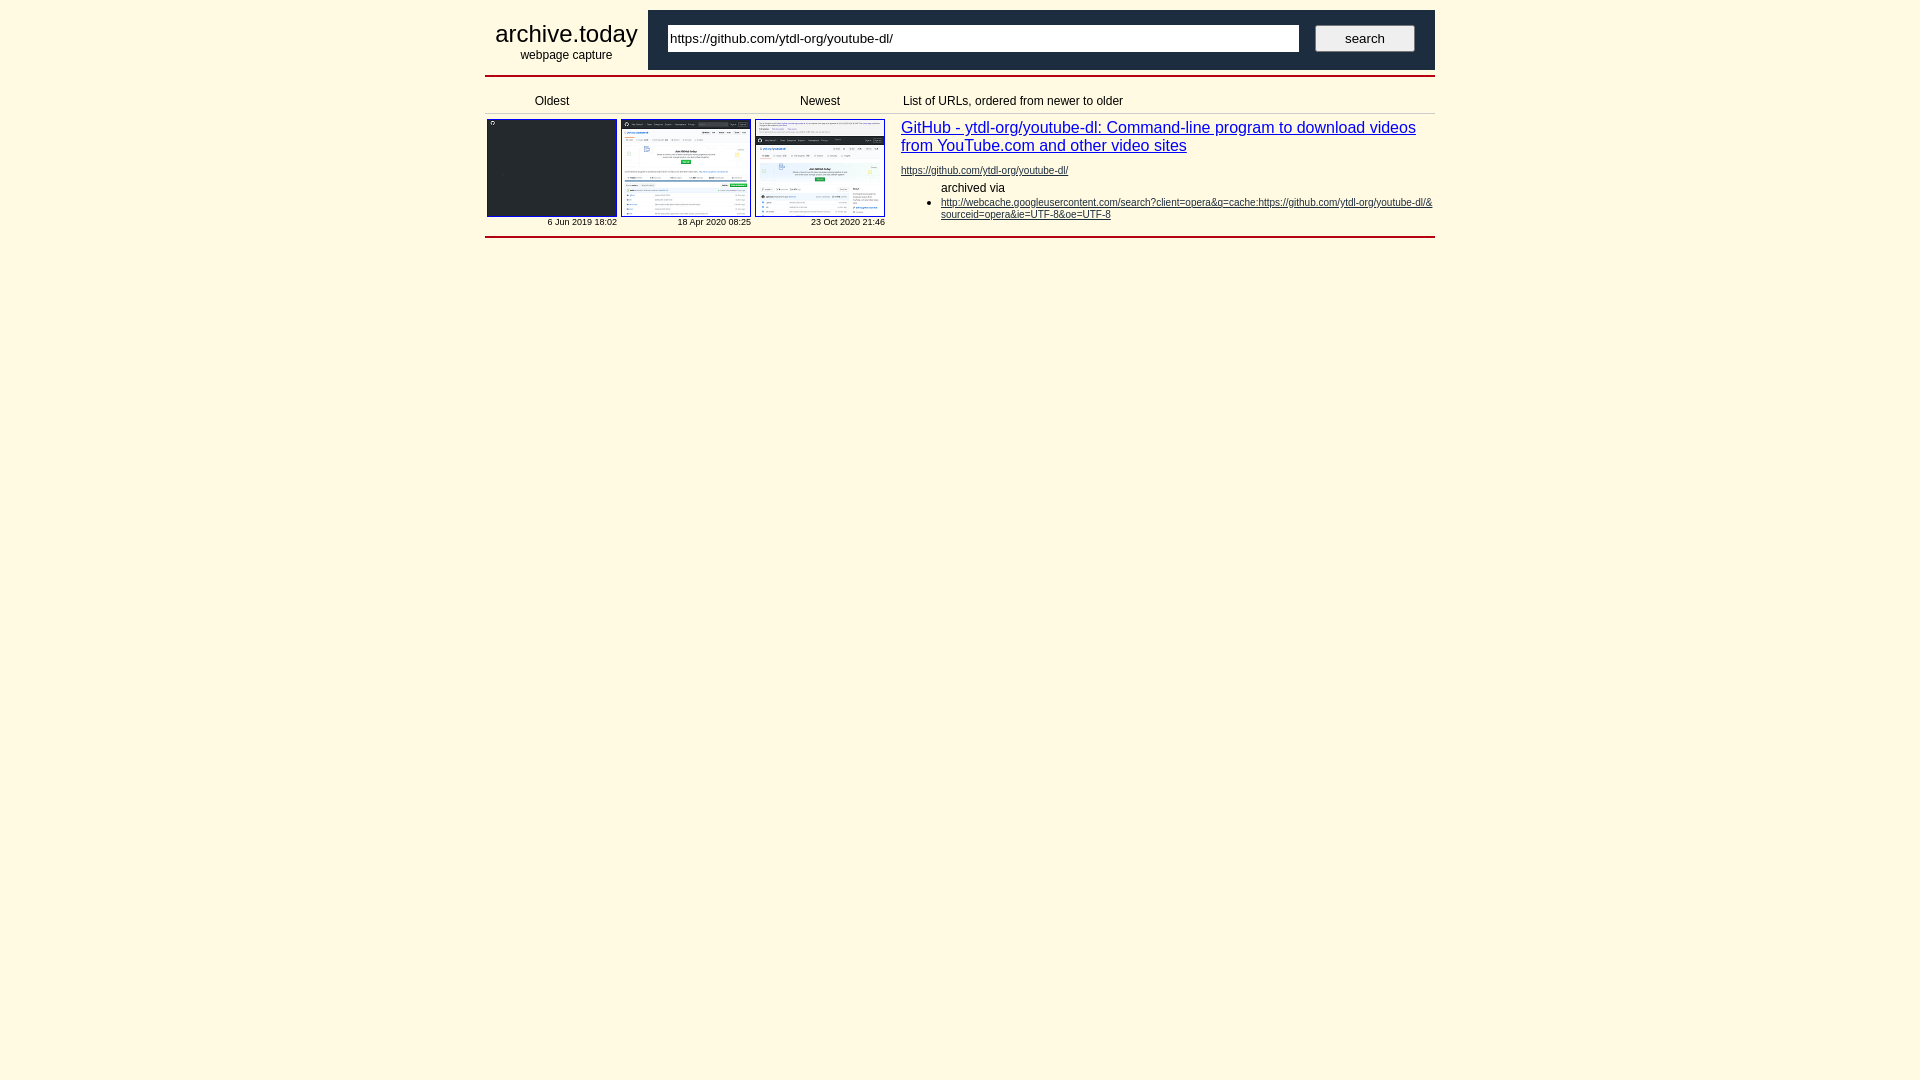 archive.today
webpage capture
https://github.com/ytdl-org/youtube-dl/
search
Oldest
Newest
List of URLs, ordered from newer to older
6 Jun 2019 18:02
18 Apr 2020 08:25
23 Oct 2020 21:46
GitHub - ytdl-org/youtube-dl: Command-line program to download videos
from YouTube.com and other video sites
https://github.com/ytdl-org/youtube-dl/
archived via
http://webcache.googleusercontent.com/search?client=opera&q=cache:https://github.com/ytdl-org/youtube-dl/&
sourceid=opera&ie=UTF-8&oe=UTF-8